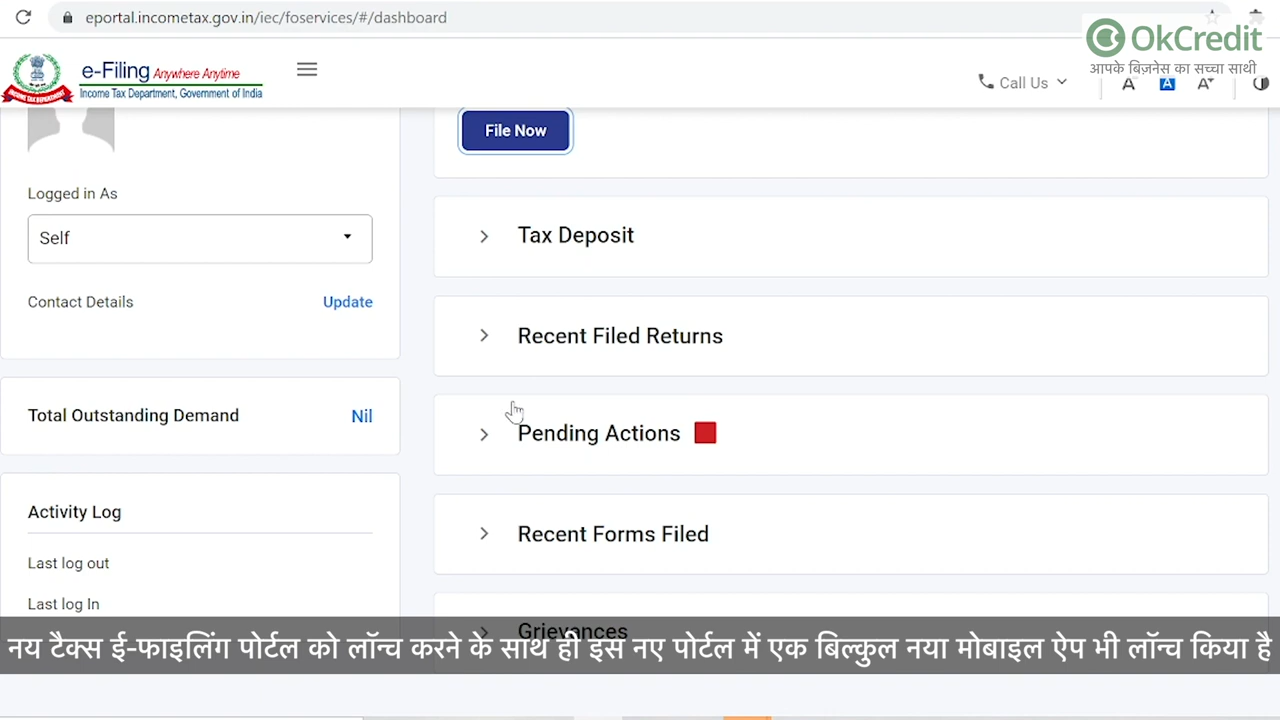 eportal.incometax.gov.in/iec/foservices/#/dashboard
OkCredit
आपके बिज़नेस का सच्चा साथी
e-Filing Anywhere Anytime
Income Tax Department, Government of India
Call Us
A A A+
File Now
Logged in As
Self
Contact Details Update
Total Outstanding Demand Nil
Activity Log
Last log out
Last log In
Tax Deposit
Recent Filed Returns
Pending Actions
Recent Forms Filed
Grievances
नय टैक्स ई-फाइलिंग पोर्टल को लॉन्च करने के साथ ही इस नए पोर्टल में एक बिल्कुल नया मोबाइल ऐप भी लॉन्च किया है